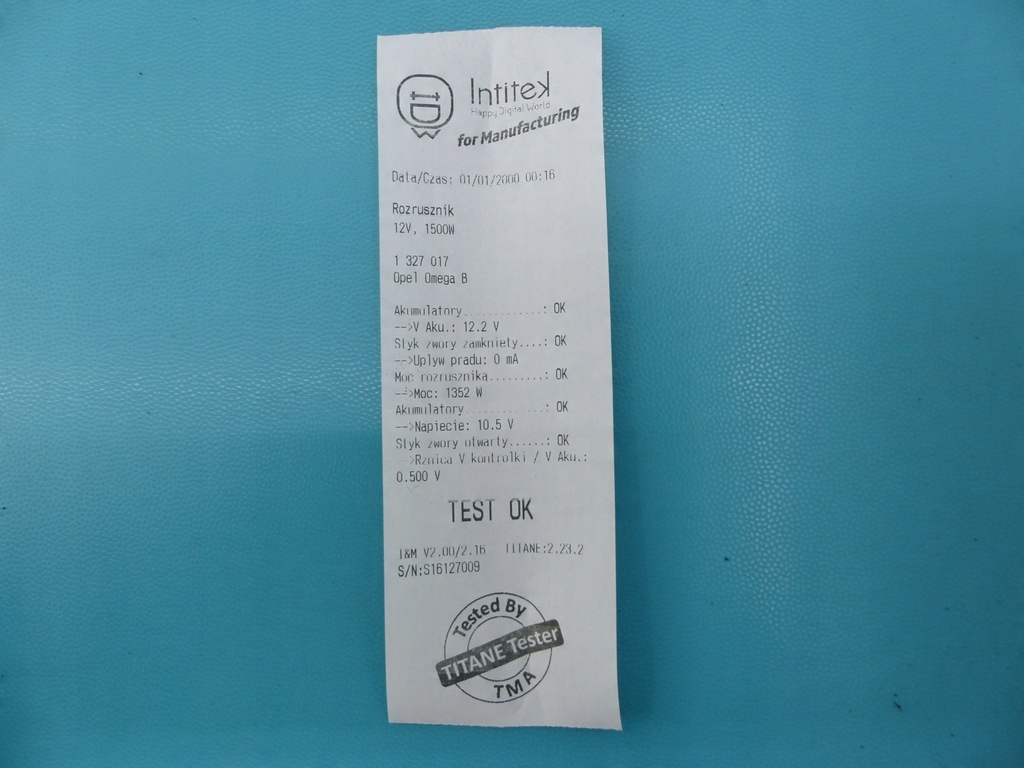 Intitek
Happy Digital World
for Manufacturing
Data/Czas: 01/01/2000 00:16
Rozrusznik
12V, 1500W
1 327 017
Opel Omega B
Akumulatory............: OK
-->V Aku.: 12.2 V
Styk zwory zamkniety....: OK
-->Uplyw pradu: 0 mA
Moc rozrusznika.........: OK
-->Moc: 1352 W
Akumulatory............: OK
-->Napiecie: 10.5 V
Styk zwory otwarty......: OK
-->Rznica V kontrolki / V Aku.:
0.500 V
TEST OK
I&M V2.00/2.16 TITANE:2.23.2
S/N:S16127009
Tested By
TITANE Tester
TMA